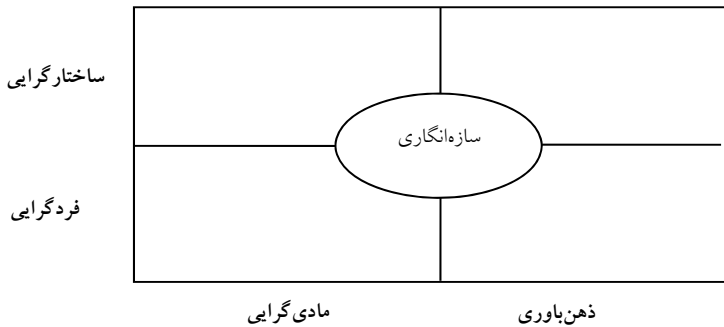 ساختارگرایی
سازه‌انگاری
فردگرایی
مادی‌گرایی
ذهن‌باوری